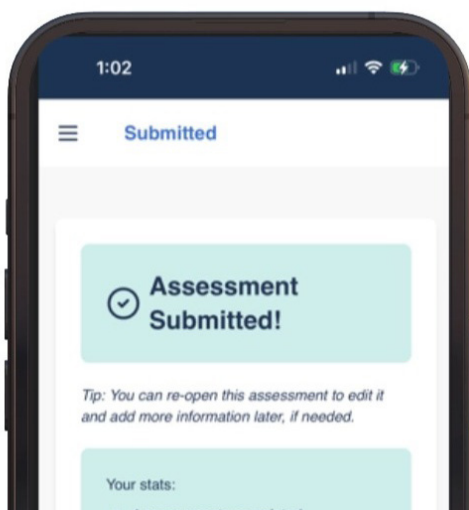 1:02
Submitted
Assessment
Submitted!
Tip: You can re-open this assessment to edit it
and add more information later, if needed.
Your stats: